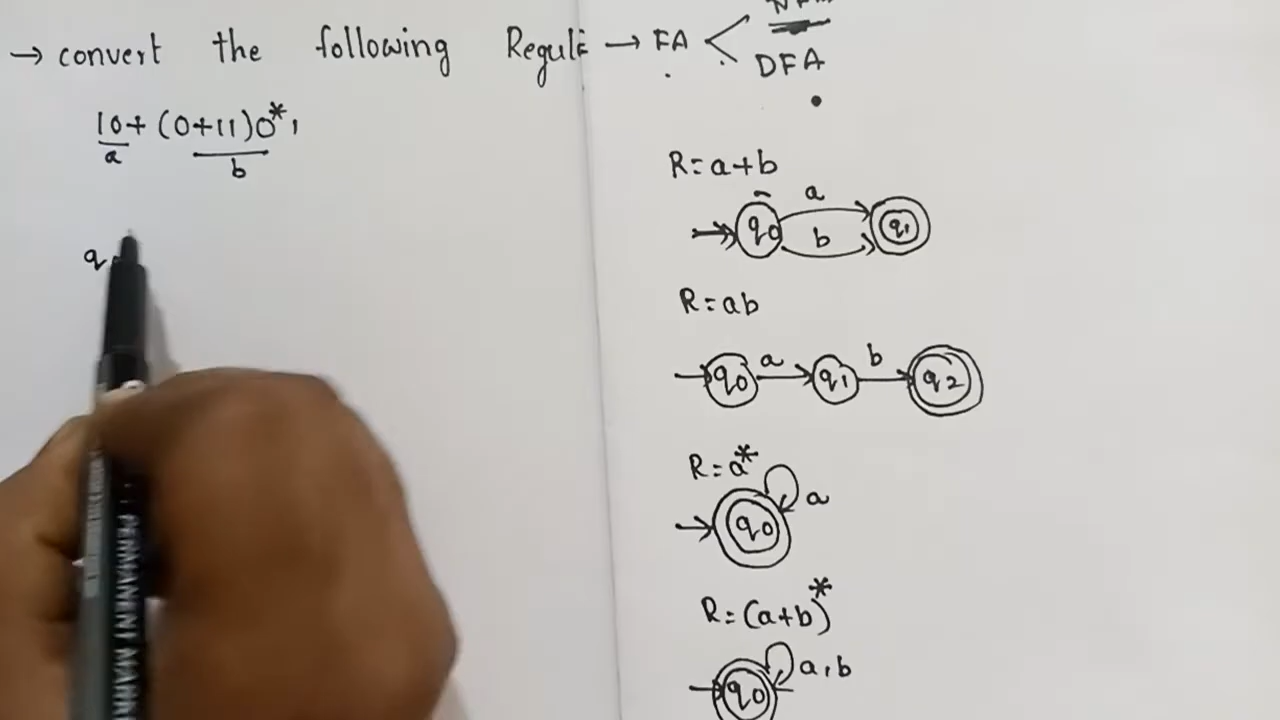 → convert the following Regul → FA <
DFA
10+ (0+11)0*1
a b
q
R=a+b
q0 a b q1
R=ab
q0 a q1 b q2
R=a*
q0 a
R=(a+b)*
q0 a,b
PERMANENT MARK